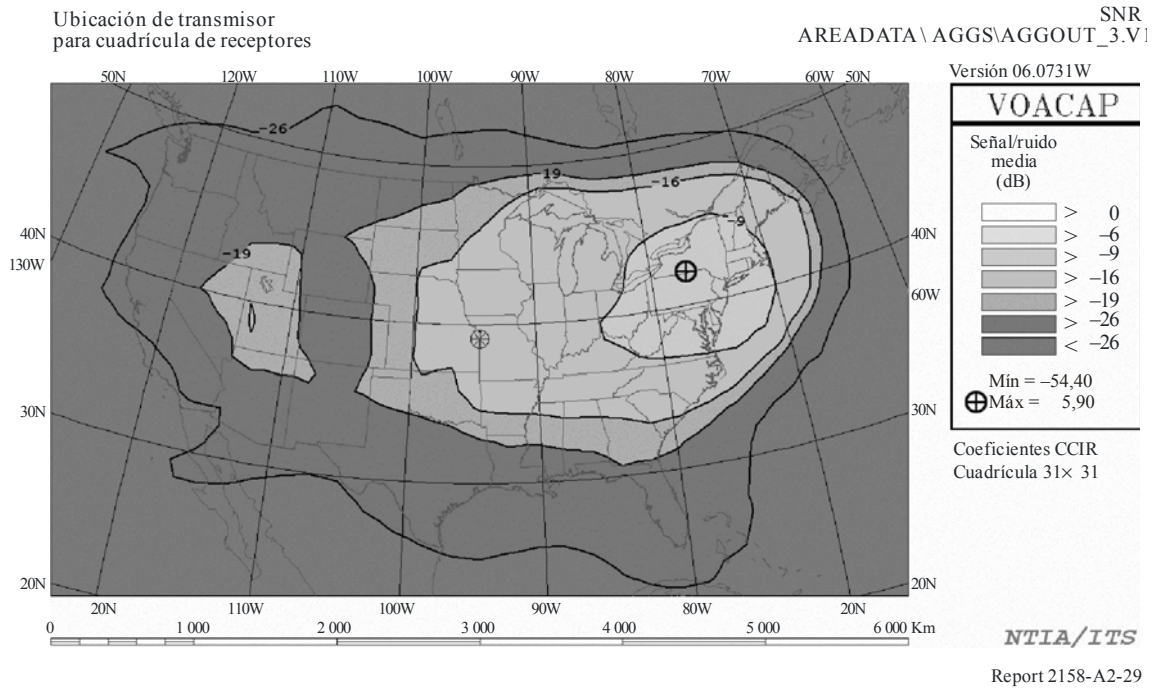 Ubicación de transmisor
para cuadrícula de receptores
SNR
AREADATA \ AGGS\AGGOUT_3.V1
Versión 06.0731W
50N 120W 110W 100W 90W 80W 70W 60W 50N
VOACAP
Señal/ruido
media
(dB)
> 0
> –6
> –9
> –16
> –19
> –26
< –26
Mín = –54,40
Máx = 5,90
Coeficientes CCIR
Cuadrícula 31× 31
-26
-19
-16
-9
-19
40N
130W
30N
20N
40N
60W
30N
20N
20N 110W 100W 90W 80W 20N
0 1 000 2 000 3 000 4 000 5 000 6 000 Km
NTIA/ITS
Report 2158-A2-29